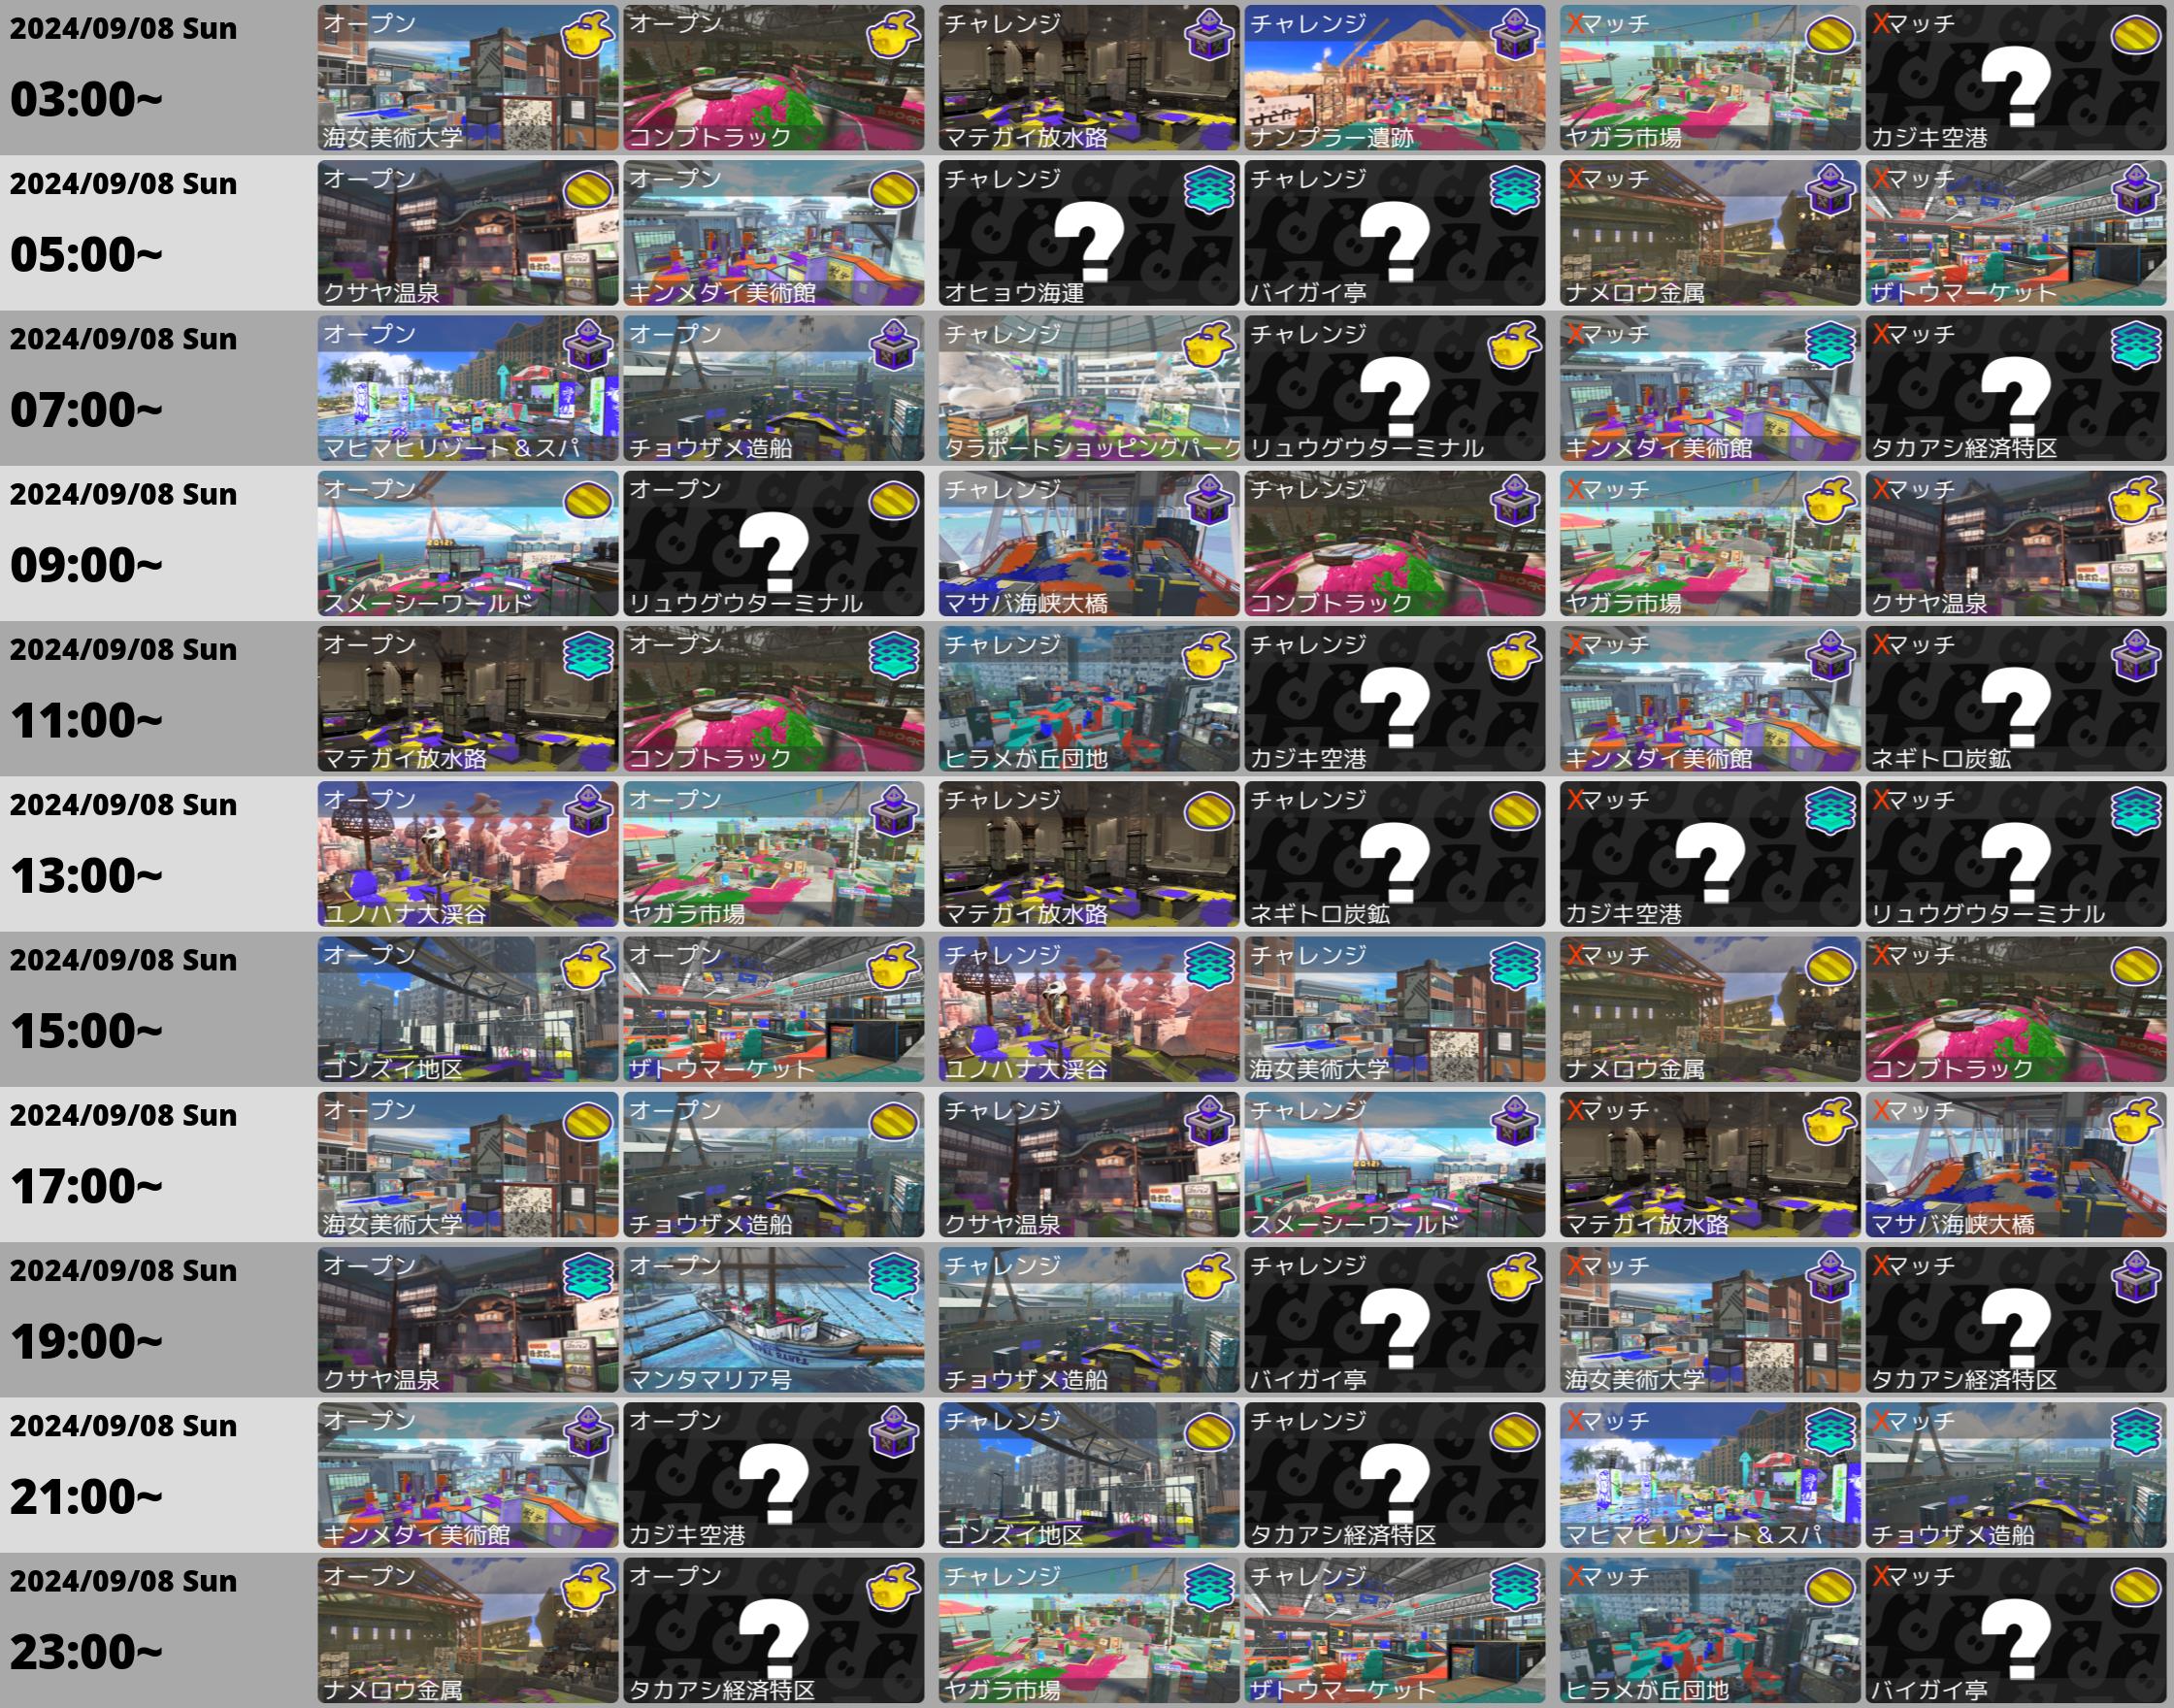 2024/09/08 Sun
03:00~
オープン
海女美術大学
オープン
コンブトラック
チャレンジ
マテガイ放水路
チャレンジ
ナンプラー遺跡
Xマッチ
ヤガラ市場
Xマッチ
?
カジキ空港
2024/09/08 Sun
05:00~
オープン
クサヤ温泉
オープン
キンメダイ美術館
チャレンジ
?
オヒョウ海運
チャレンジ
?
バイガイ亭
Xマッチ
ナメロウ金属
Xマッチ
ザトウマーケット
2024/09/08 Sun
07:00~
オープン
マヒマヒリゾート＆スパ
オープン
チョウザメ造船
チャレンジ
タラポートショッピングパーク
チャレンジ
?
リュウグウターミナル
Xマッチ
キンメダイ美術館
Xマッチ
?
タカアシ経済特区
2024/09/08 Sun
09:00~
オープン
スメーシーワールド
オープン
?
リュウグウターミナル
チャレンジ
マサバ海峡大橋
チャレンジ
コンブトラック
Xマッチ
ヤガラ市場
Xマッチ
クサヤ温泉
2024/09/08 Sun
11:00~
オープン
マテガイ放水路
オープン
コンブトラック
チャレンジ
ヒラメが丘団地
チャレンジ
?
カジキ空港
Xマッチ
キンメダイ美術館
Xマッチ
?
ネギトロ炭鉱
2024/09/08 Sun
13:00~
オープン
ユノハナ大渓谷
オープン
ヤガラ市場
チャレンジ
マテガイ放水路
チャレンジ
?
ネギトロ炭鉱
Xマッチ
?
カジキ空港
Xマッチ
?
リュウグウターミナル
2024/09/08 Sun
15:00~
オープン
ゴンズイ地区
オープン
ザトウマーケット
チャレンジ
ユノハナ大渓谷
チャレンジ
海女美術大学
Xマッチ
ナメロウ金属
Xマッチ
コンブトラック
2024/09/08 Sun
17:00~
オープン
海女美術大学
オープン
チョウザメ造船
チャレンジ
クサヤ温泉
チャレンジ
スメーシーワールド
Xマッチ
マテガイ放水路
Xマッチ
マサバ海峡大橋
2024/09/08 Sun
19:00~
オープン
クサヤ温泉
オープン
マンタマリア号
チャレンジ
チョウザメ造船
チャレンジ
?
バイガイ亭
Xマッチ
海女美術大学
Xマッチ
?
タカアシ経済特区
2024/09/08 Sun
21:00~
オープン
キンメダイ美術館
オープン
?
カジキ空港
チャレンジ
ゴンズイ地区
チャレンジ
?
タカアシ経済特区
Xマッチ
マヒマヒリゾート＆スパ
Xマッチ
チョウザメ造船
2024/09/08 Sun
23:00~
オープン
ナメロウ金属
オープン
?
タカアシ経済特区
チャレンジ
ヤガラ市場
チャレンジ
ザトウマーケット
Xマッチ
ヒラメが丘団地
Xマッチ
?
バイガイ亭